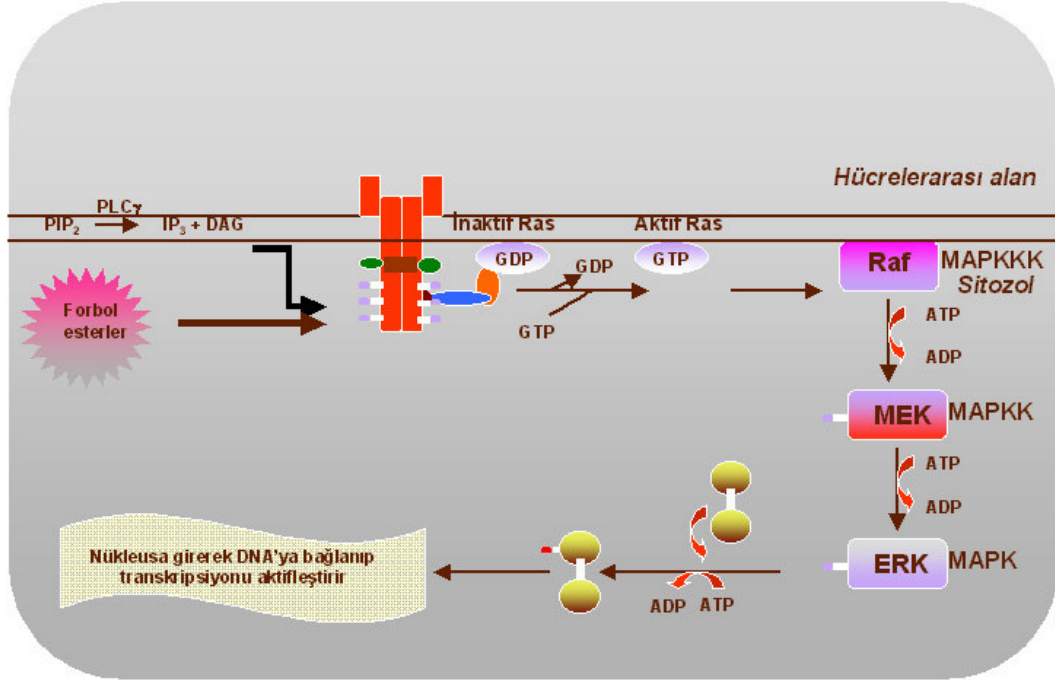 Hücrelerarası alan
PLCγ
PIP2 IP3 + DAG
İnaktif Ras
Aktif Ras
GDP
GDP
GTP
GTP
Raf
MAPKKK
Sitozol
Forbol
esterler
ATP
ADP
MEK
MAPKK
ATP
ADP
ERK
MAPK
ADP ATP
Nükleusa girerek DNA'ya bağlanıp
transkripsiyonu aktifleştirir